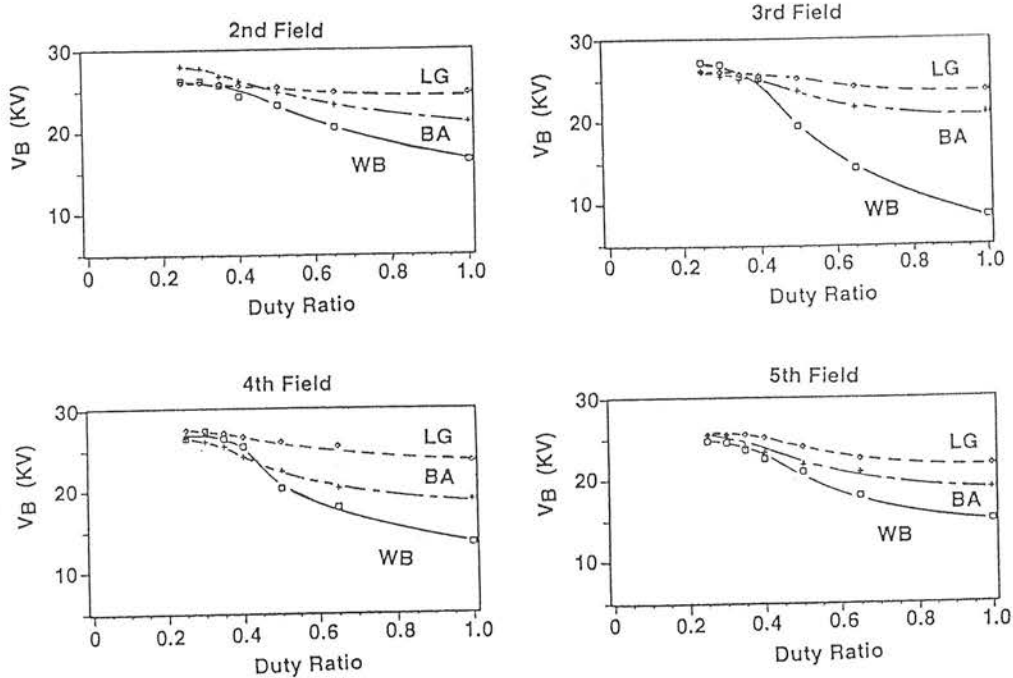 2nd Field
30
20
10
V_B (KV)
LG
BA
WB
0 0.2 0.4 0.6 0.8 1.0
Duty Ratio
3rd Field
30
20
10
V_B (KV)
LG
BA
WB
0 0.2 0.4 0.6 0.8 1.0
Duty Ratio
4th Field
30
20
10
V_B (KV)
LG
BA
WB
0 0.2 0.4 0.6 0.8 1.0
Duty Ratio
5th Field
30
20
10
V_B (KV)
LG
BA
WB
0 0.2 0.4 0.6 0.8 1.0
Duty Ratio